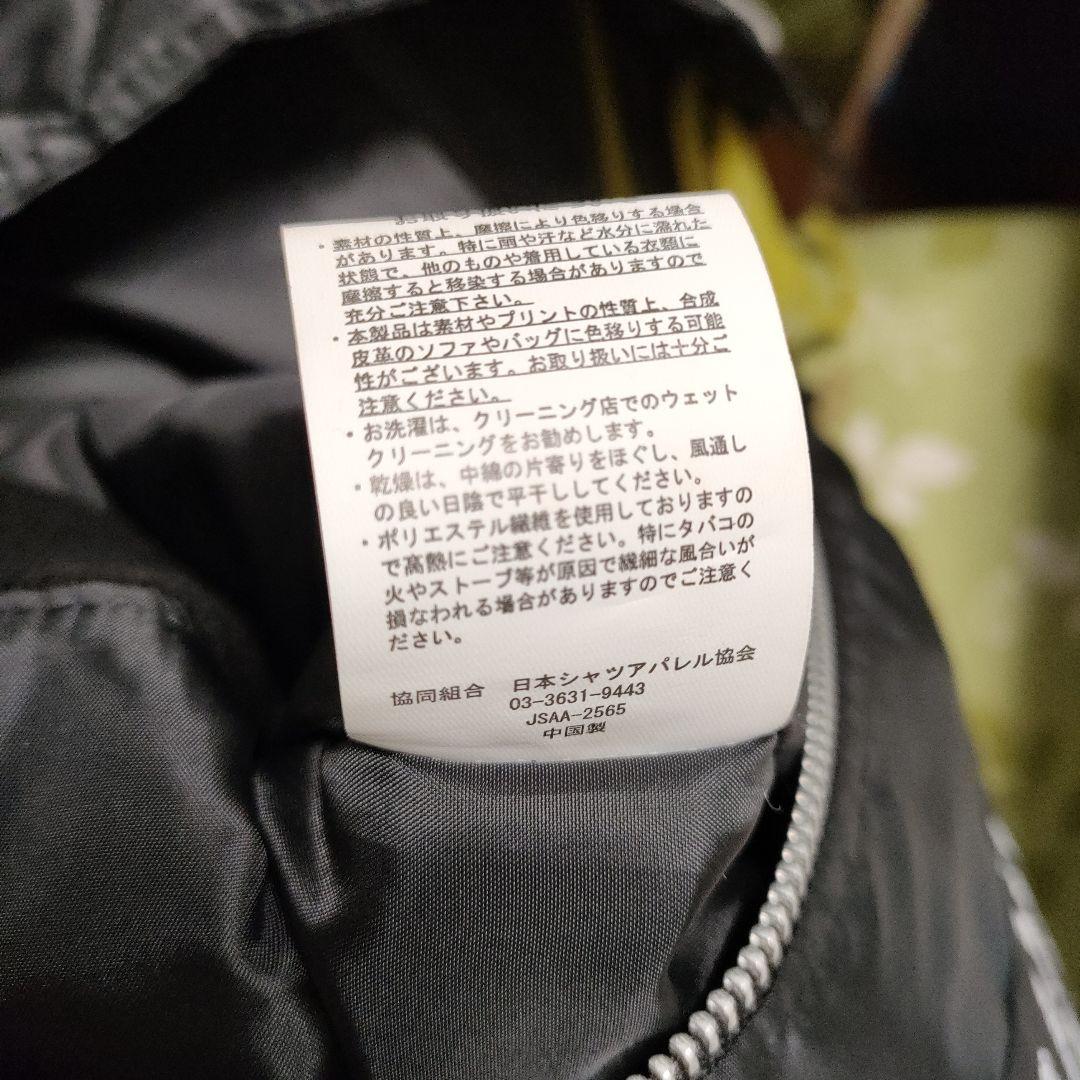 ・素材の性質上、摩擦により色移りする場合
があります。特に雨や汗など水分に濡れた
状態で、他のものや着用している衣類に
摩擦すると移染する場合がありますので
充分ご注意下さい。
・本製品は素材やプリントの性質上、合成
皮革のソファやバッグに色移りする可能
性がございます。お取り扱いには十分ご
注意ください。
・お洗濯は、クリーニング店でのウェット
クリーニングをお勧めします。
・乾燥は、中綿の片寄りをほぐし、風通し
の良い日陰で平干ししてください。
・ポリエステル繊維を使用しておりますの
で高熱にご注意ください。特にタバコの
火やストーブ等が原因で繊細な風合いが
損なわれる場合がありますのでご注意く
ださい。
協同組合 日本シャツアパレル協会
03-3631-9443
JSAA-2565
中国製